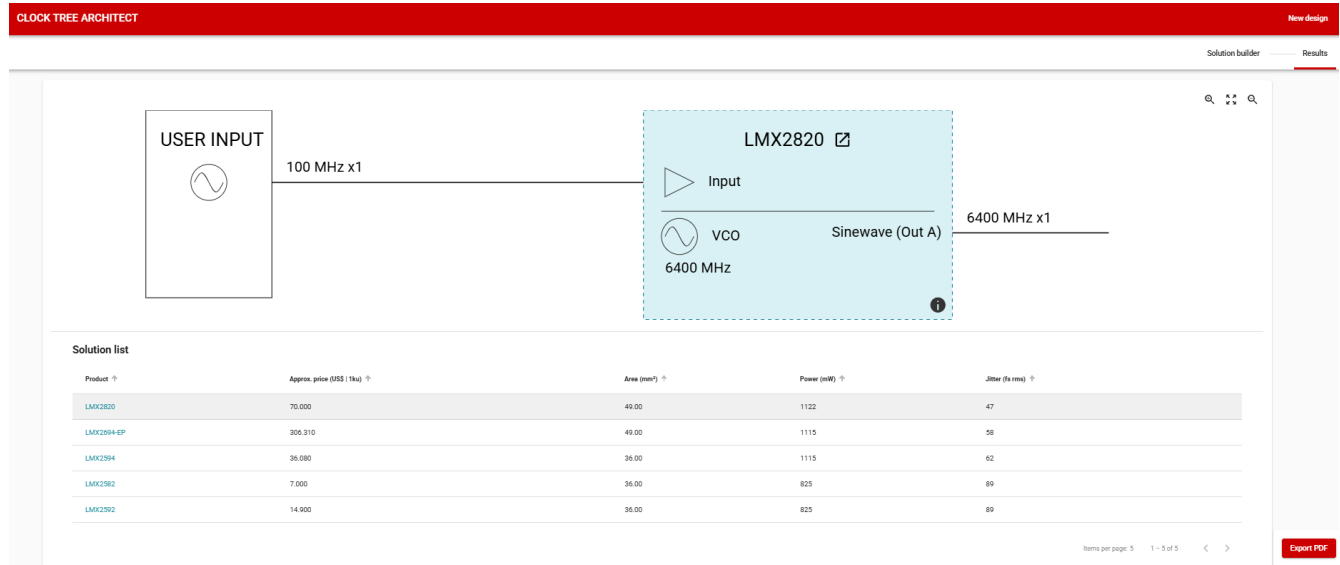 CLOCK TREE ARCHITECT
New design
Solution builder
Results
USER INPUT
100 MHz x1
LMX2820
Input
VCO
Sinewave (Out A)
6400 MHz
6400 MHz x1
Solution list
Product Approx. price (US$ | 1ku) Area (mm²) Power (mW) Jitter (fs rms)
LMX2820 70.000 49.00 1122 47
LMX2694-EP 306.310 49.00 1115 58
LMX2594 36.080 36.00 1115 62
LMX2582 7.000 36.00 825 89
LMX2592 14.900 36.00 825 89
Items per page: 5 1 – 5 of 5
Export PDF